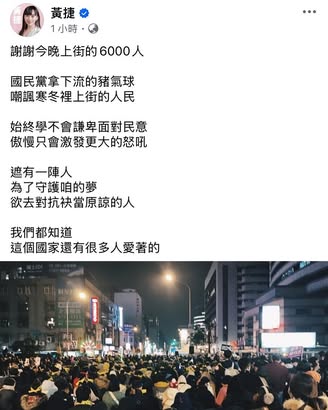 黃捷
1小時
謝謝今晚上街的6000人
國民黨拿下流的豬氣球
嘲諷寒冬裡上街的人民
始終學不會謙卑面對民意
傲慢只會激發更大的怒吼
遮有一陣人
為了守護咱的夢
欲去對抗袂當原諒的人
我們都知道
這個國家還有很多人愛著的